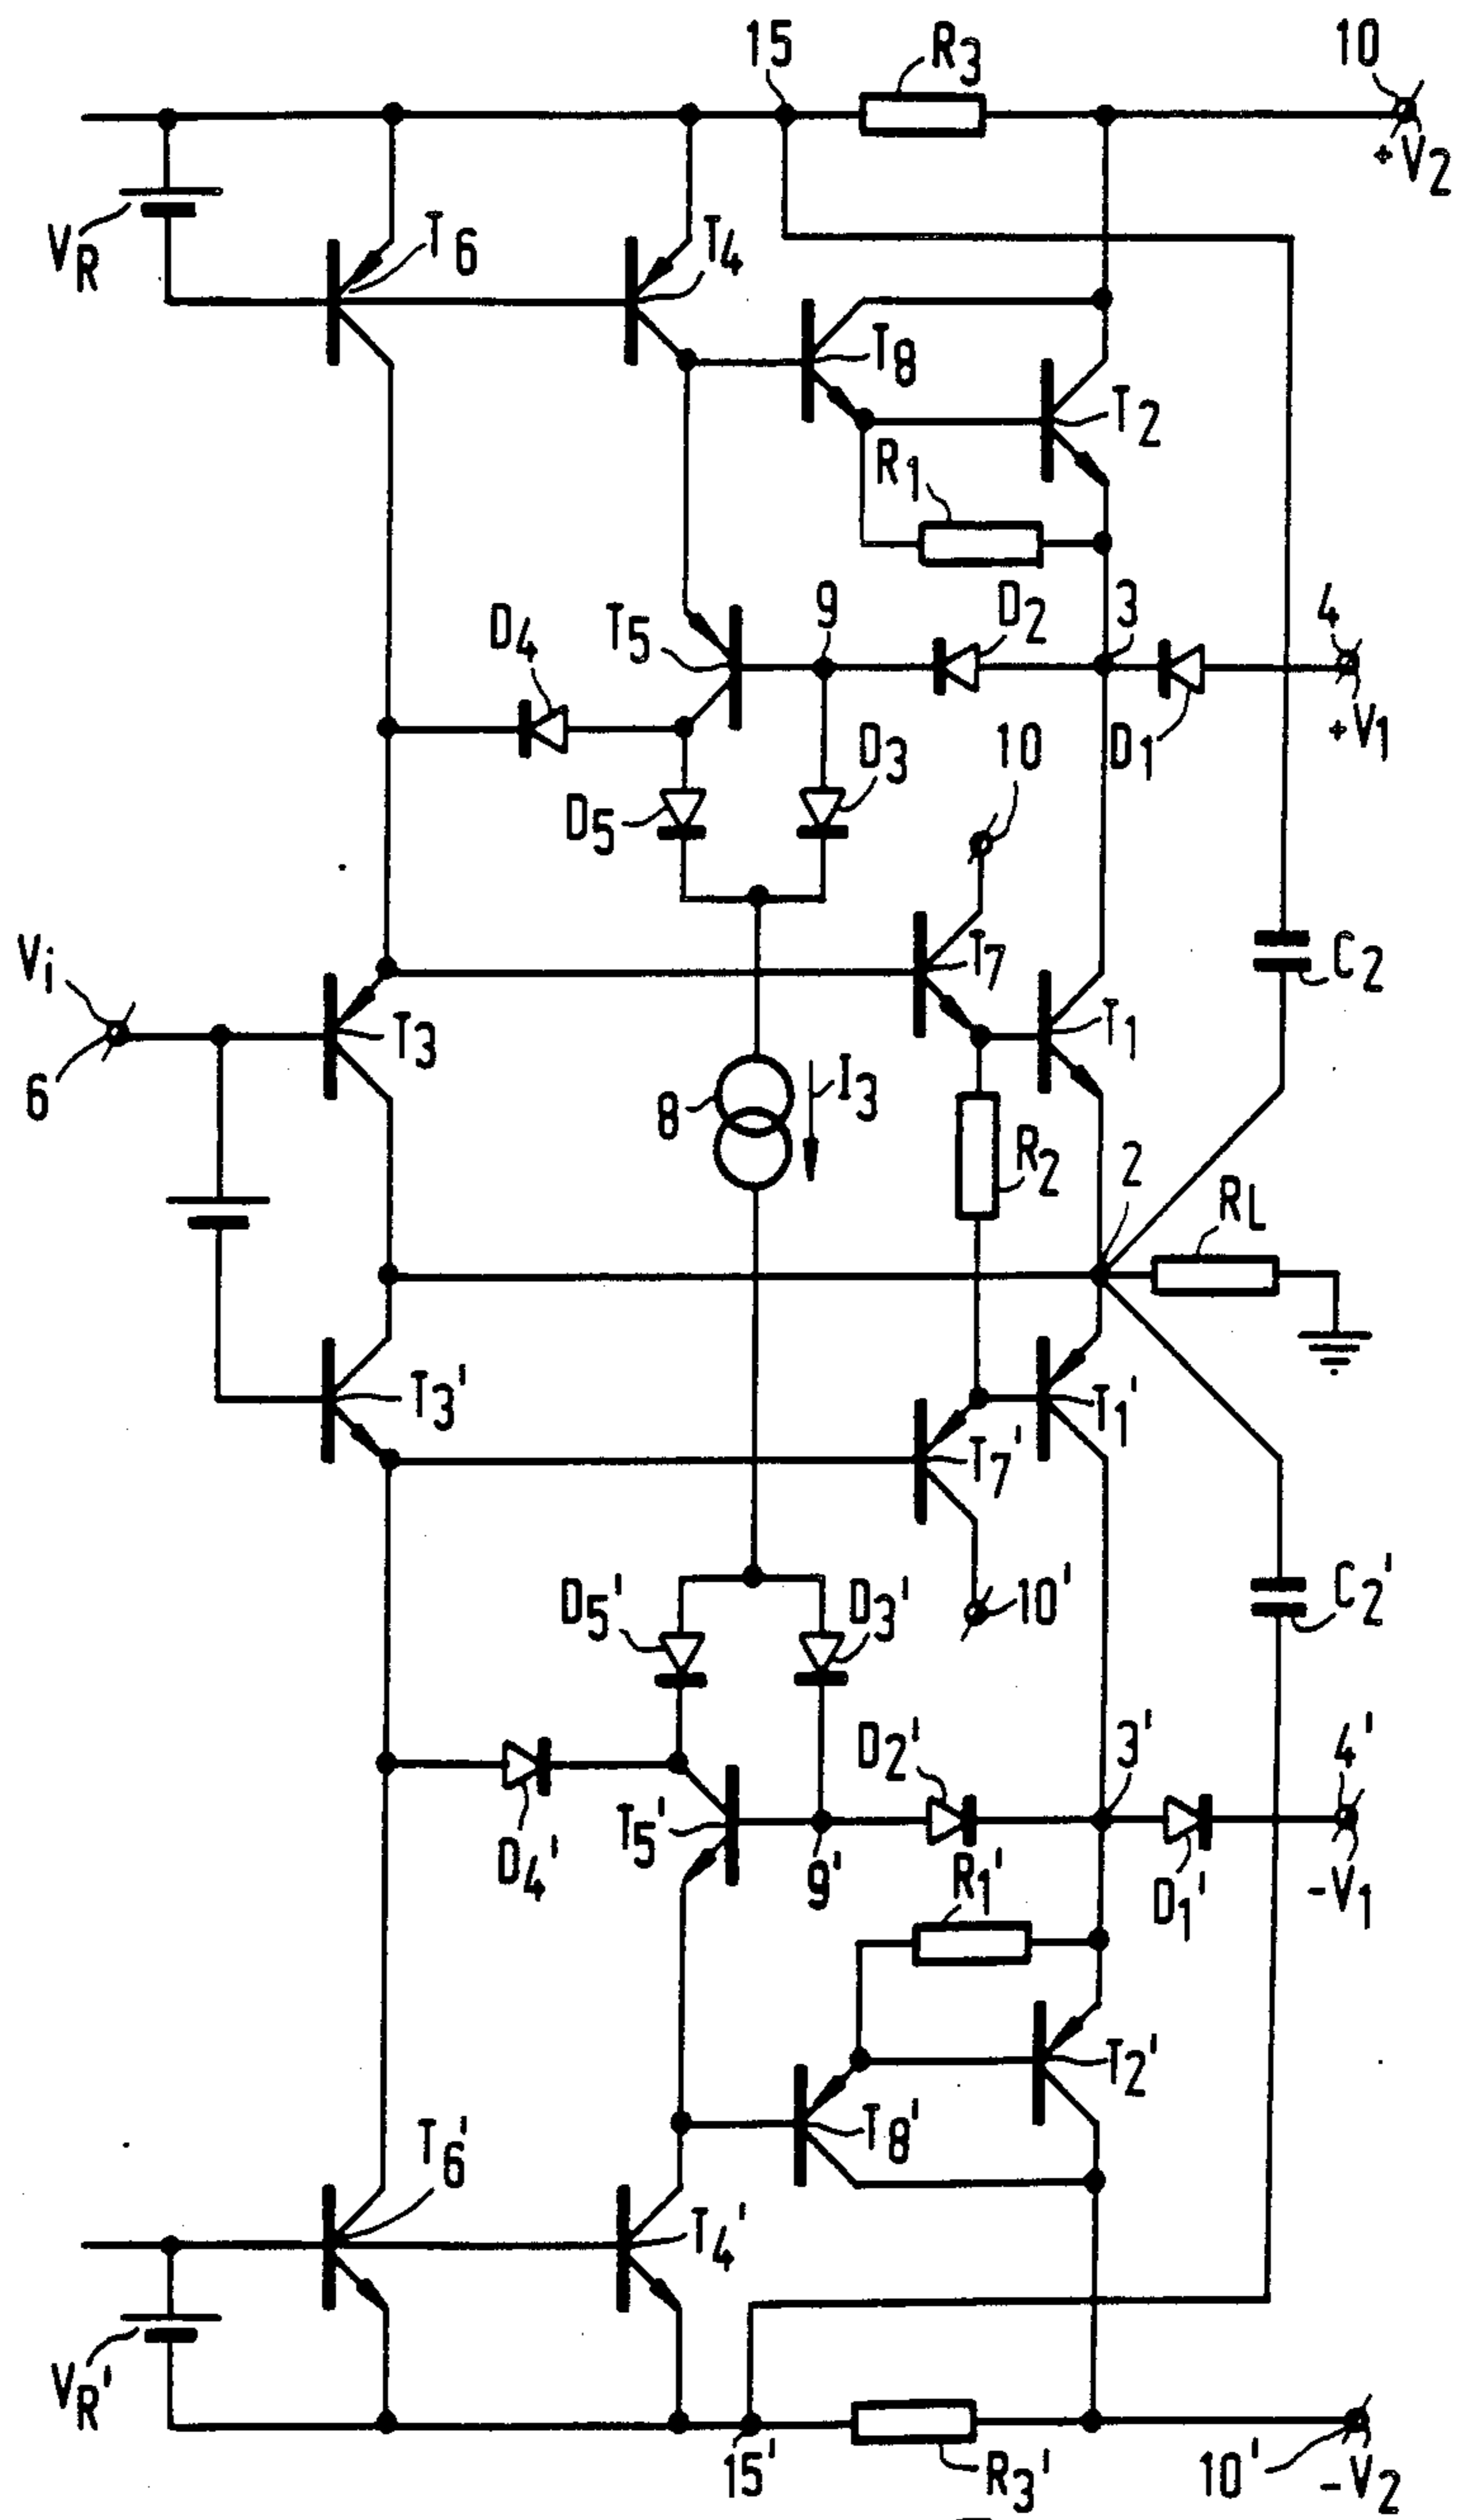 15
R3
10
+V2
VR
T6
T4
T8
T2
R1
D4
T5
9
D2
3
4
D1
+V1
D5
D3
10
Vi
6
T3
T7
T1
C2
8
I3
R2
2
RL
T3'
T7'
T1'
D5'
D3'
10'
C2'
D4'
T5'
9'
D2'
R1'
3'
D1'
4'
-V1
T2'
T8'
T6'
T4'
VR'
15'
R3'
10'
-V2